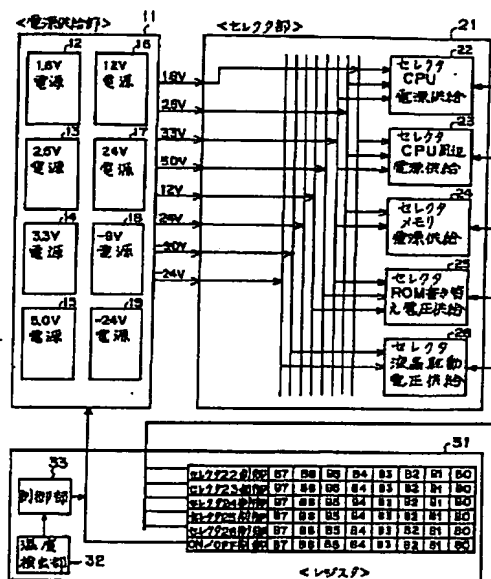 <電源供給部> 11
12
1.8V
電源
16
12V
電源
13
2.5V
電源
17
24V
電源
14
3.3V
電源
18
-9V
電源
15
5.0V
電源
19
-24V
電源
1.8V
2.5V
3.3V
5.0V
12V
24V
-24V
<セレクタ部> 21
22
セレクタ
CPU
電源供給
23
セレクタ
CPU周辺
電源供給
24
セレクタ
メモリ
電源供給
25
セレクタ
ROM書き替
え電圧供給
26
セレクタ
液晶駆動
電圧供給
31
33
制御部
温度
検出部
32
セレクタ22制御部 B7 B6 B5 B4 B3 B2 B1 B0
セレクタ23制御部 B7 B6 B5 B4 B3 B2 B1 B0
セレクタ24制御部 B7 B6 B5 B4 B3 B2 B1 B0
セレクタ25制御部 B7 B6 B5 B4 B3 B2 B1 B0
セレクタ26制御部 B7 B6 B5 B4 B3 B2 B1 B0
ON/OFF制御部 B7 B6 B5 B4 B3 B2 B1 B0
<レジスタ>